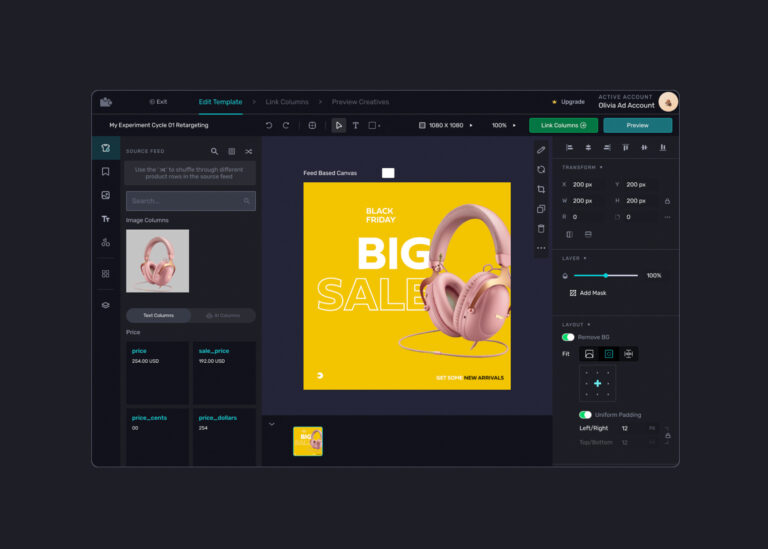 Exit
Edit Template
Link Columns
Preview Creatives
Upgrade
ACTIVE ACCOUNT
Olivia Ad Account
My Experiment Cycle 01 Retargeting
1080 X 1080
100%
Link Columns
Preview
SOURCE FEED
Use the "⤨" to shuffle through different
product rows in the source feed
Search...
Image Columns
Text Columns
AI Columns
Price
price
204.00 USD
sale_price
192.00 USD
price_cents
00
price_dollars
254
Feed Based Canvas
BLACK
FRIDAY
BIG
SALE
GET SOME NEW ARRIVALS
BIG
SALE
TRANSFORM
X 200 px Y 200 px
W 200 px H 200 px
R 0 0
LAYER
100%
Add Mask
LAYOUT
Remove BG
Fit
Uniform Padding
Left/Right 12 PX
Top/Bottom 12